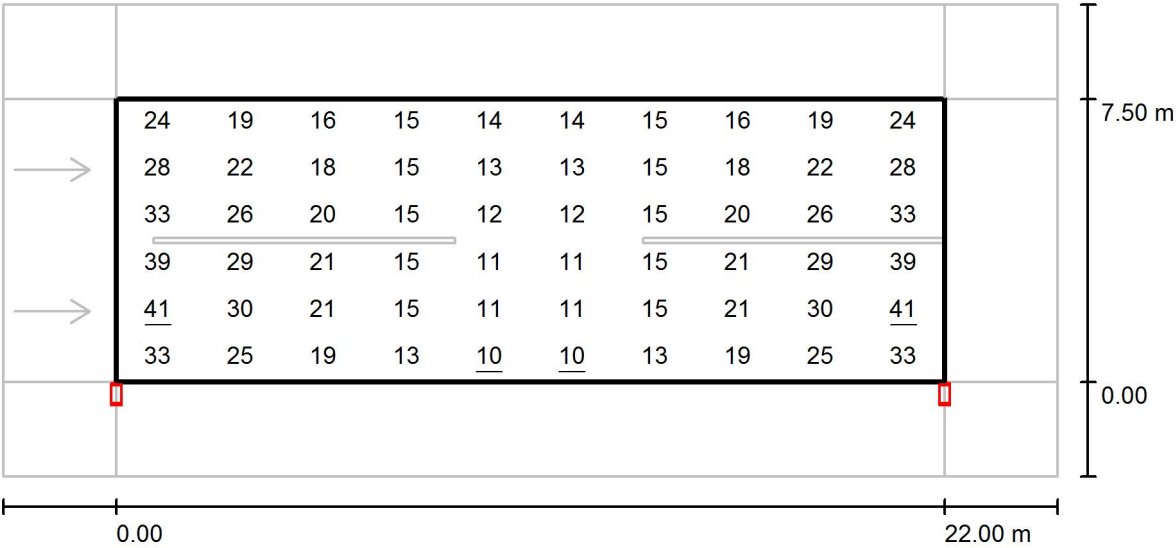 24 19 16 15 14 14 15 16 19 24
7.50 m
28 22 18 15 13 13 15 18 22 28
33 26 20 15 12 12 15 20 26 33
39 29 21 15 11 11 15 21 29 39
41 30 21 15 11 11 15 21 30 41
33 25 19 13 10 10 13 19 25 33
0.00
0.00 22.00 m